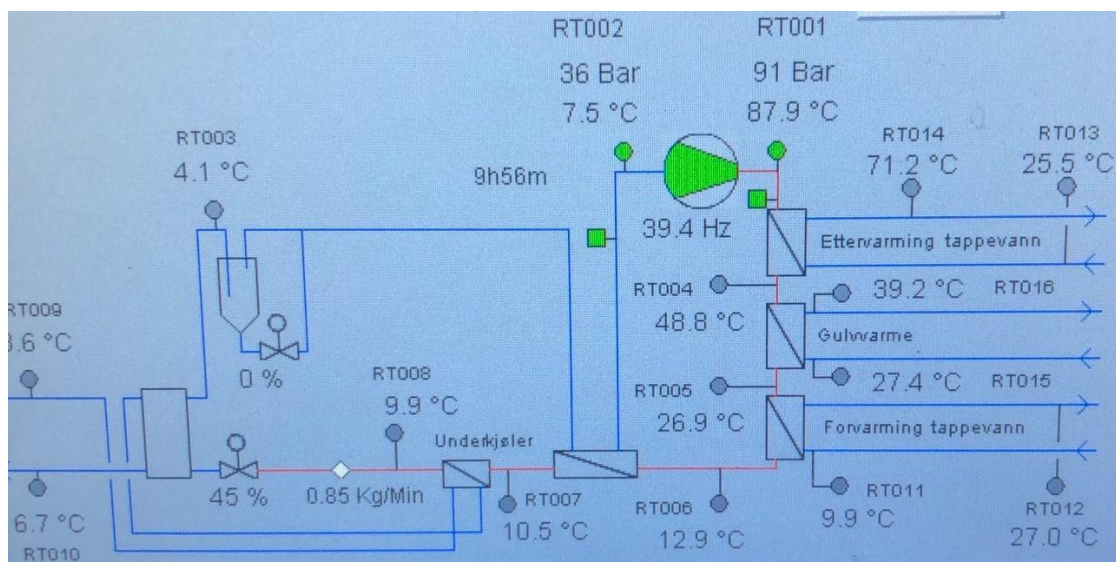 RT002
RT001
36 Bar
91 Bar
7.5 °C
87.9 °C
RT003
4.1 °C
9h56m
RT014
71.2 °C
RT013
25.5 °C
39.4 Hz
Ettervarming tappevann
RT004
48.8 °C
39.2 °C
RT016
Gulvvarme
27.4 °C
RT015
RT009
.6 °C
0 %
RT008
9.9 °C
RT005
26.9 °C
Forvarming tappevann
Underkjøler
45 %
0.85 Kg/Min
RT007
10.5 °C
RT006
12.9 °C
RT011
9.9 °C
RT012
27.0 °C
6.7 °C
RT010